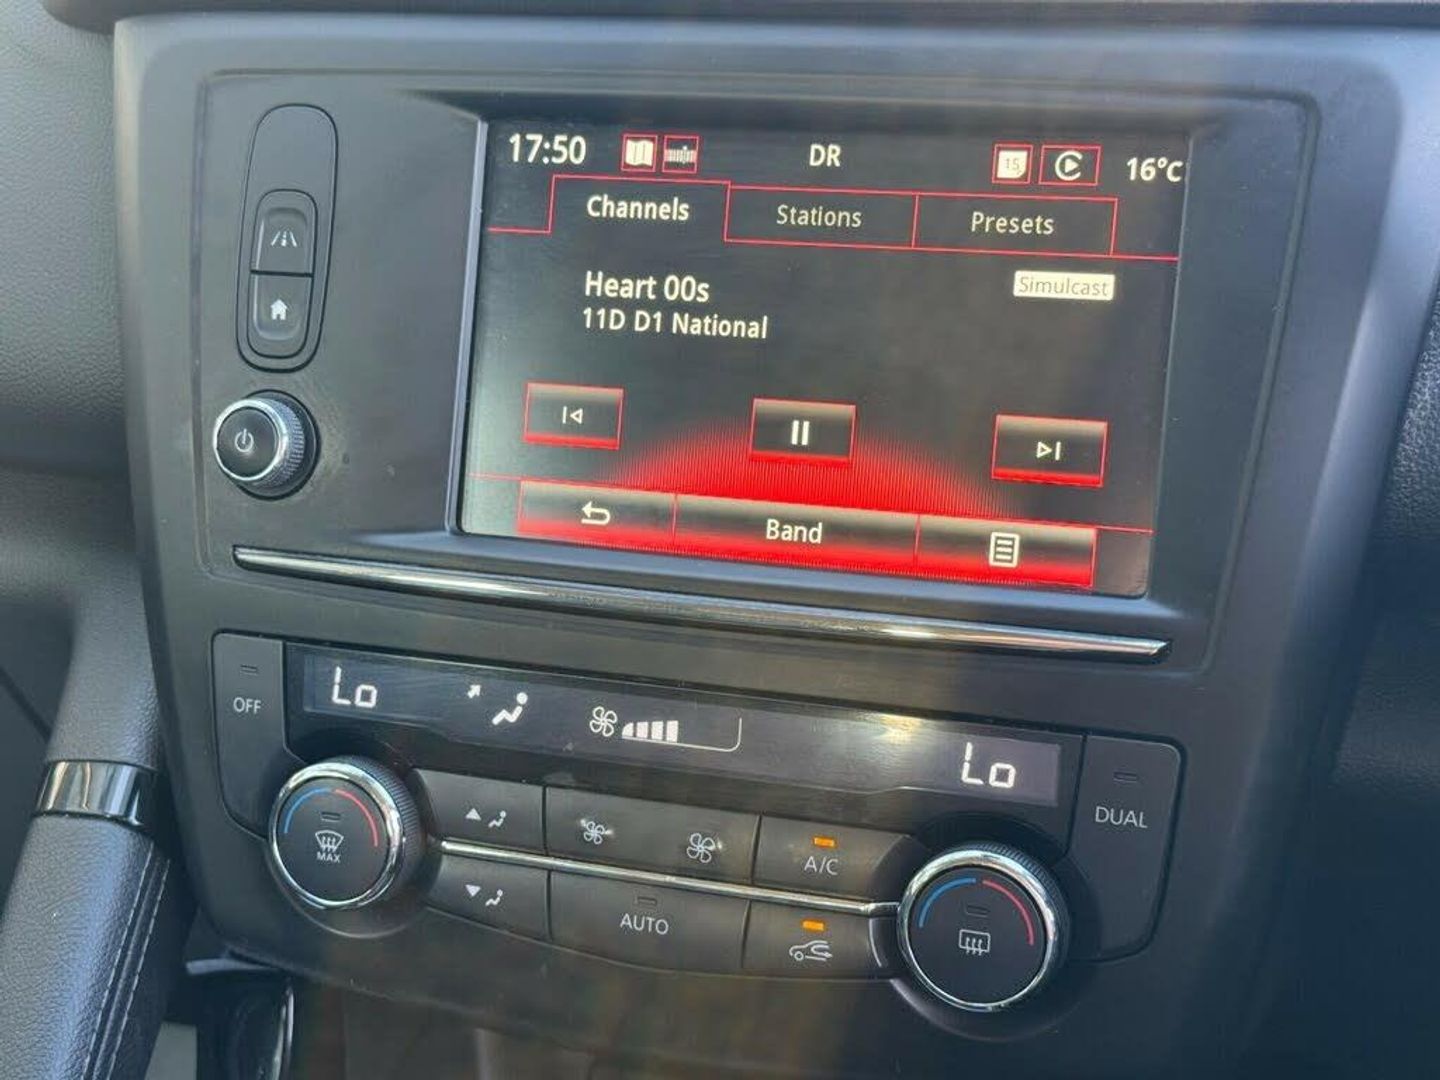 17:50
DR
15
16°C
Channels
Stations
Presets
Heart 00s
Simulcast
11D D1 National
Band
OFF
Lo
Lo
DUAL
MAX
A/C
AUTO